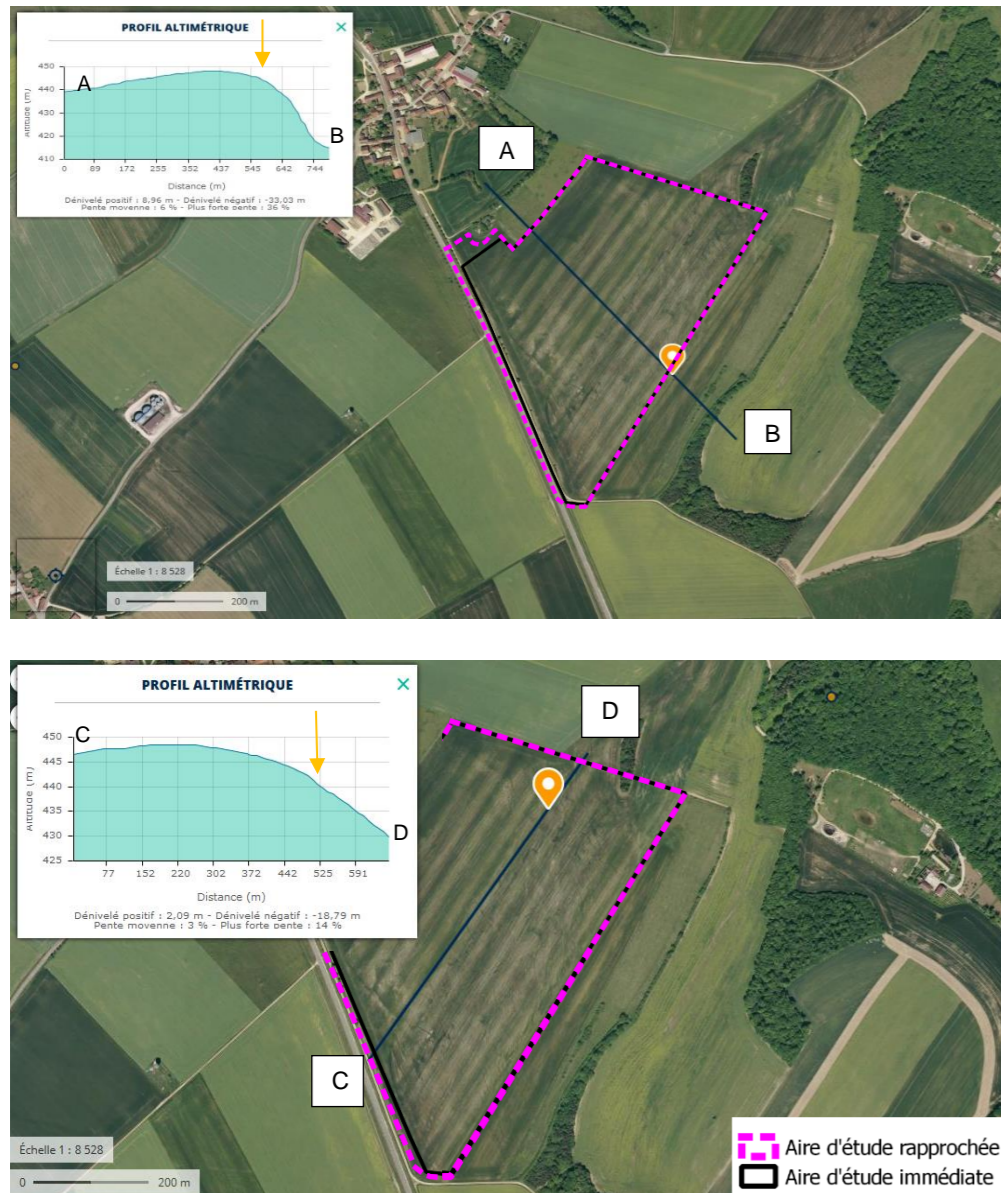 PROFIL ALTIMÉTRIQUE ×
450
440
430
420
410
Altitude (m)
A
B
0 89 172 255 352 437 545 642 744
Distance (m)
Dénivelé positif : 8,96 m - Dénivelé négatif : -33,03 m
Pente moyenne : 6 % - Plus forte pente : 36 %
A
B
Échelle 1 : 8 528
0 200 m
PROFIL ALTIMÉTRIQUE ×
450
445
440
435
430
425
Altitude (m)
C
D
77 152 220 302 372 442 525 591
Distance (m)
Dénivelé positif : 2,09 m - Dénivelé négatif : -18,79 m
Pente moyenne : 3 % - Plus forte pente : 14 %
D
C
Échelle 1 : 8 528
0 200 m
Aire d'étude rapprochée
Aire d'étude immédiate